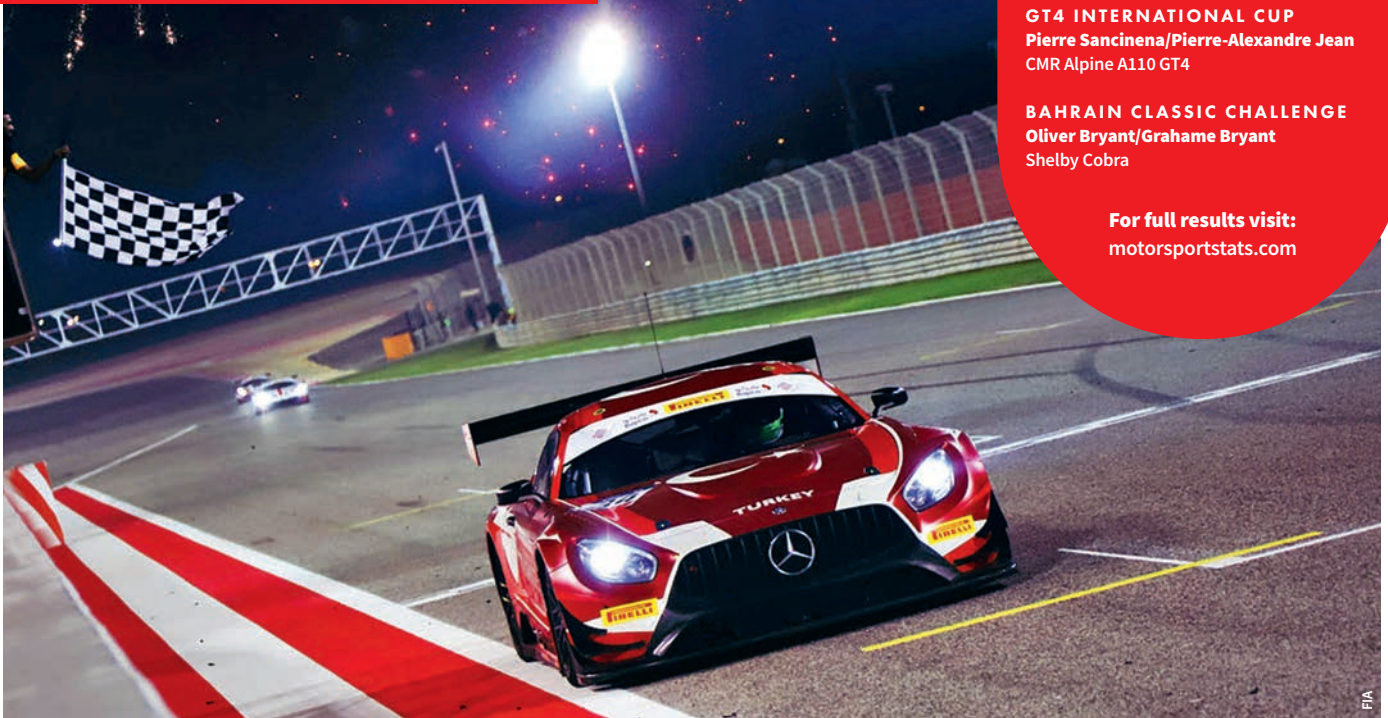 GT4 INTERNATIONAL CUP
Pierre Sancinena/Pierre-Alexandre Jean
CMR Alpine A110 GT4
BAHRAIN CLASSIC CHALLENGE
Oliver Bryant/Grahame Bryant
Shelby Cobra
For full results visit:
motorsportstats.com
PIRELLI
TURKEY
PIRELLI
PIRELLI
FIA